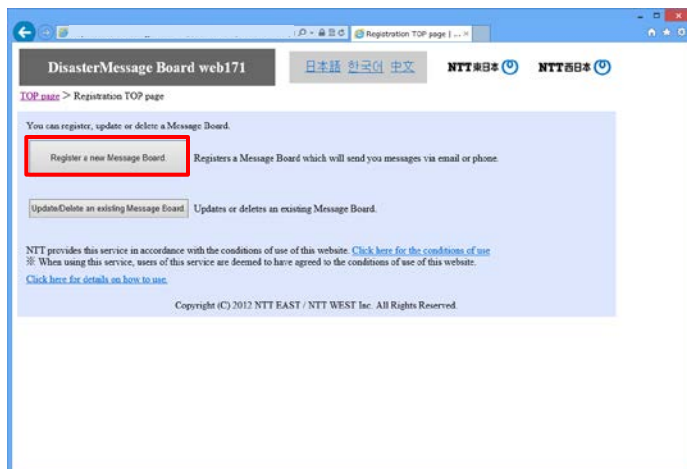 Registration TOP page | ...
DisasterMessage Board web171
日本語 한국어 中文
NTT東日本 NTT西日本
TOP page > Registration TOP page
You can register, update or delete a Message Board.
Register a new Message Board. Registers a Message Board which will send you messages via email or phone.
Update/Delete an existing Message Board. Updates or deletes an existing Message Board.
NTT provides this service in accordance with the conditions of use of this website. Click here for the conditions of use
※ When using this service, users of this service are deemed to have agreed to the conditions of use of this website.
Click here for details on how to use.
Copyright (C) 2012 NTT EAST / NTT WEST Inc. All Rights Reserved.